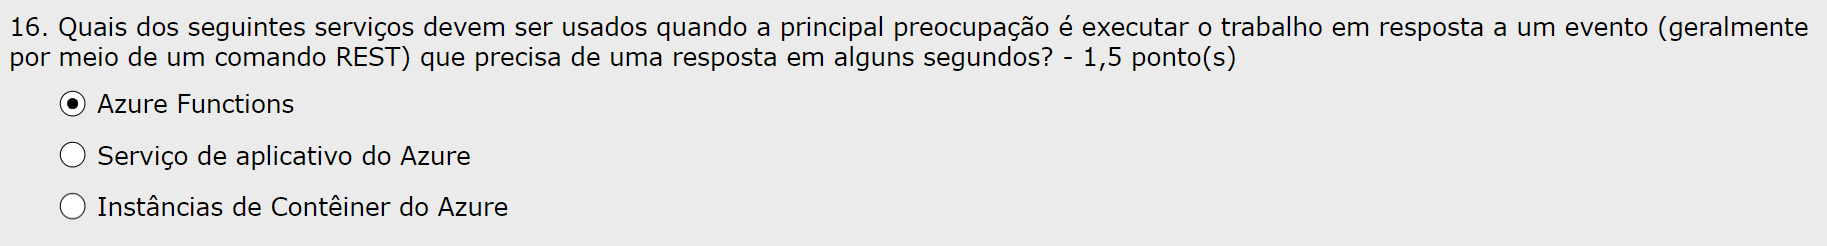 16. Quais dos seguintes serviços devem ser usados quando a principal preocupação é executar o trabalho em resposta a um evento (geralmente
por meio de um comando REST) que precisa de uma resposta em alguns segundos? - 1,5 ponto(s)
Azure Functions
Serviço de aplicativo do Azure
Instâncias de Contêiner do Azure